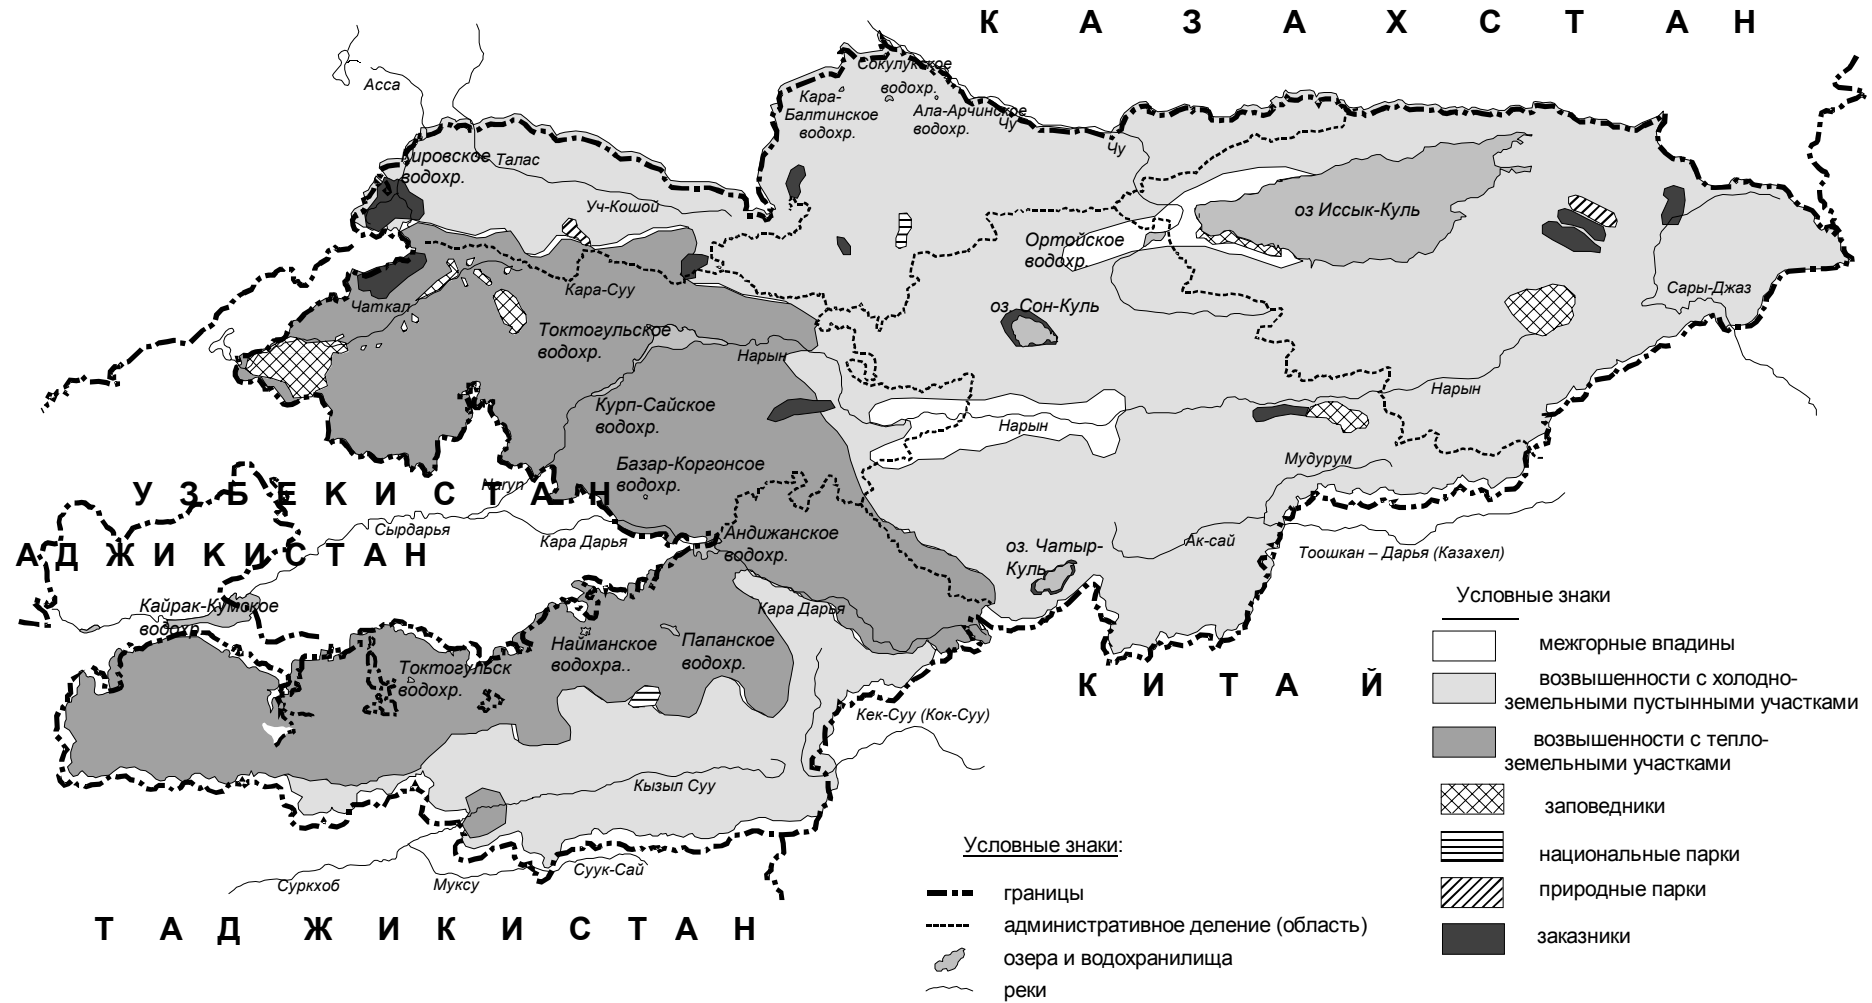 К А З А Х С Т А Н
Сокулукское
водохр.
Асса
Кара-
Балтинское
водохр.
Ала-Арчинское
водохр.
Чу
Чу
Кировское
водохр.
Талас
Уч-Кошой
оз Иссык-Куль
Ортойское
водохр.
Кара-Суу
Чаткал
оз. Сон-Куль
Сары-Джаз
Токтогульское
водохр.
Нарын
Нарын
Курп-Сайское
водохр.
Нарын
Базар-Коргонсое
водохр.
Мудурум
Naryn
У З Б Е К И С Т А Н
Сырдарья
Кара Дарья
Андижанское
водохр.
Ак-сай
Тоошкан – Дарья (Казахел)
А Д Ж И К И С Т А Н
оз. Чатыр-
Куль
Кайрак-Кумское
водохр.
Кара Дарья
Найманское
водохра..
Папанское
водохр.
Токтогульск
водохр.
К И Т А Й
Кек-Суу (Кок-Суу)
Кызыл Суу
Суркхоб
Муксу
Суук-Сай
Т А Д Ж И К И С Т А Н
Условные знаки:
границы
административное деление (область)
озера и водохранилища
реки
Условные знаки
межгорные впадины
возвышенности с холодно-
земельными пустынными участками
возвышенности с тепло-
земельными участками
заповедники
национальные парки
природные парки
заказники